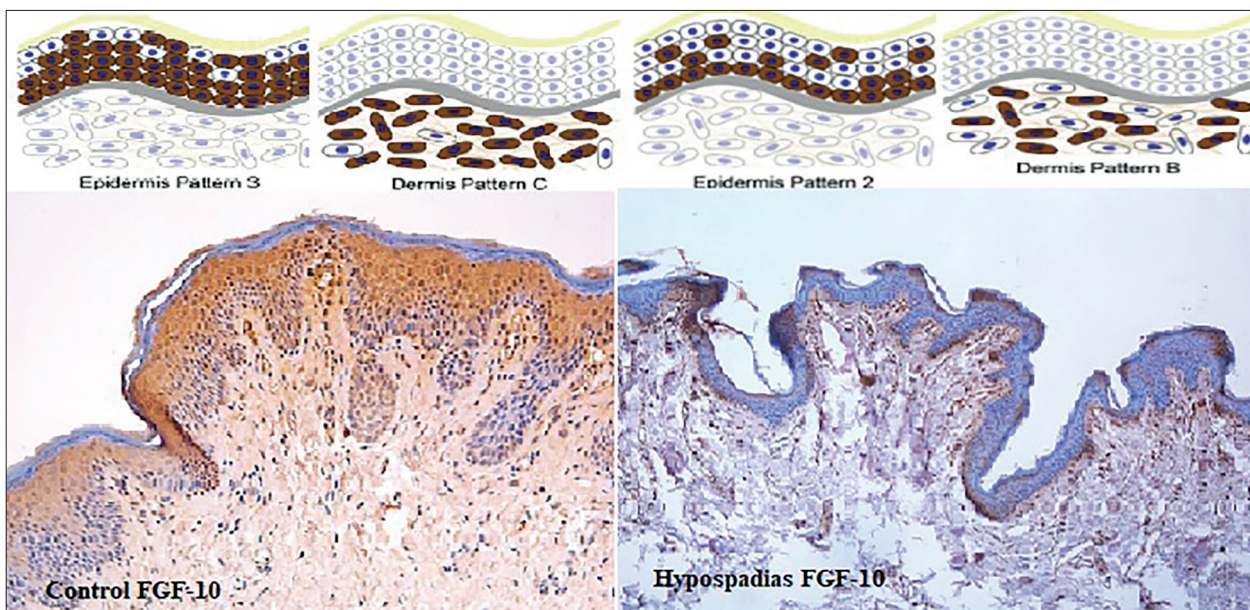 Epidermis Pattern 3
Dermis Pattern C
Epidermis Pattern 2
Dermis Pattern B
Control FGF-10
Hypospadias FGF-10